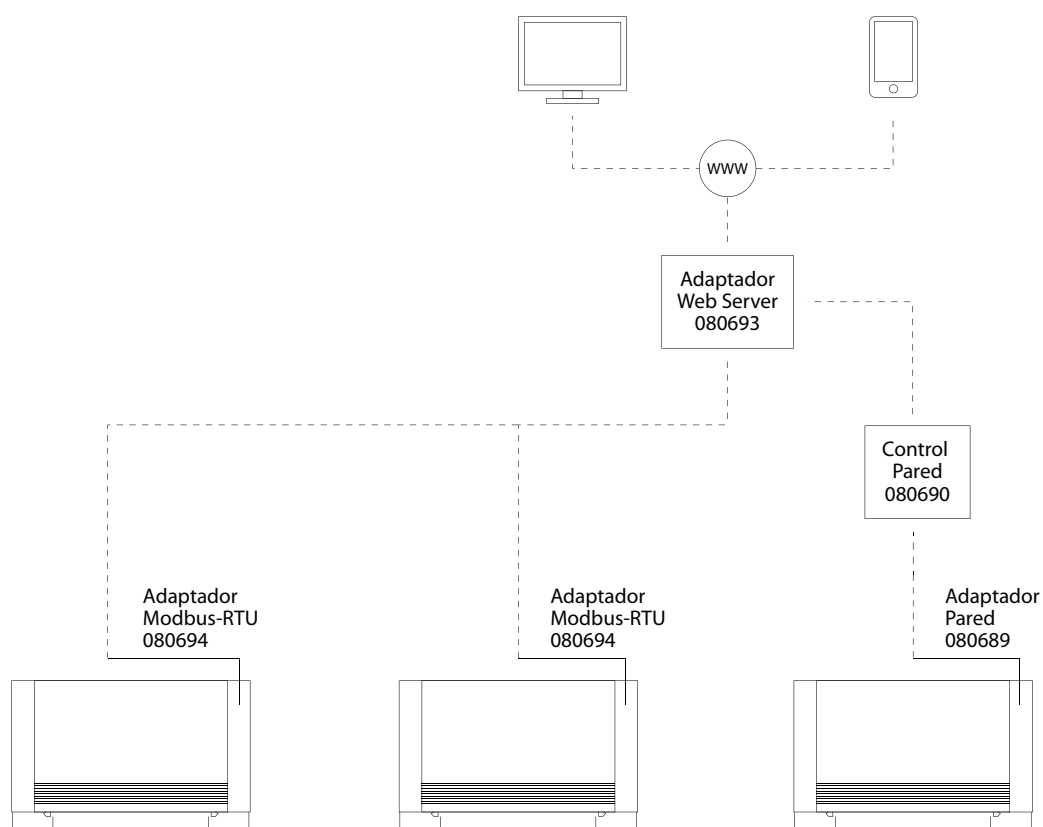 www
Adaptador
Web Server
080693
Control
Pared
080690
Adaptador
Modbus-RTU
080694
Adaptador
Modbus-RTU
080694
Adaptador
Pared
080689